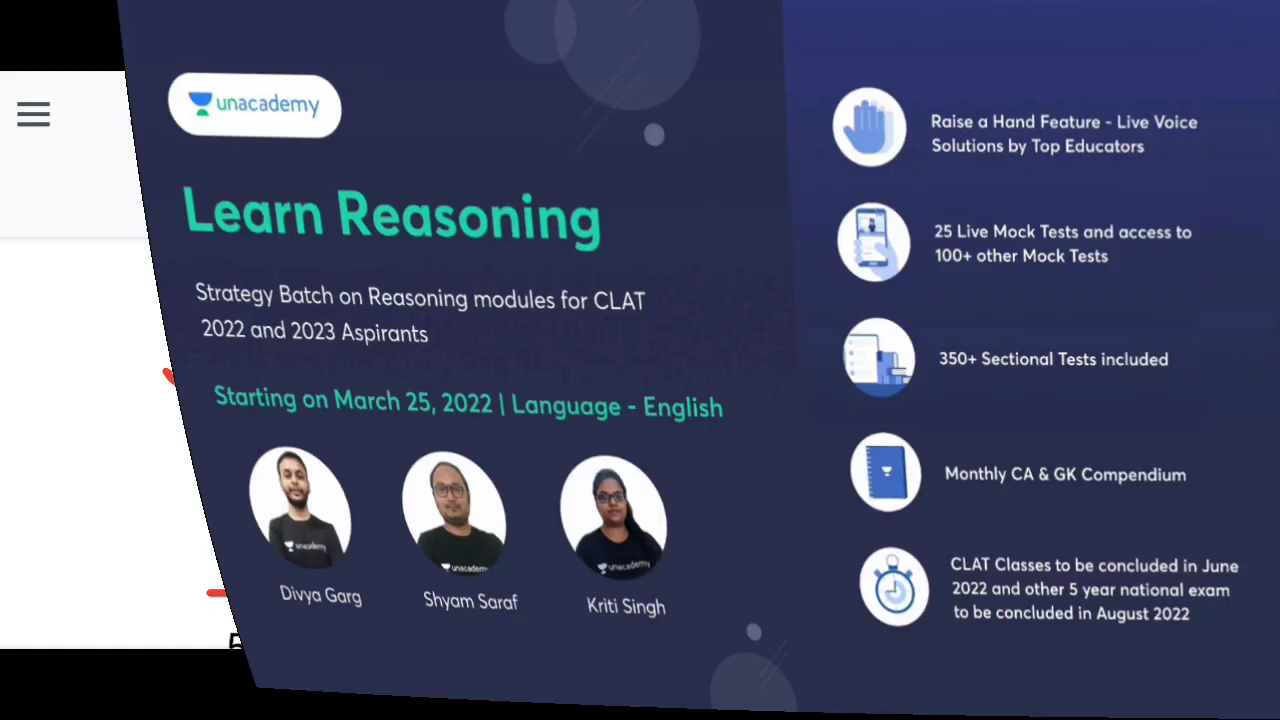 unacademy
Learn Reasoning
Strategy Batch on Reasoning modules for CLAT
2022 and 2023 Aspirants
Starting on March 25, 2022 | Language - English
unacademy
unacademy
unacademy
Divya Garg
Shyam Saraf
Kriti Singh
Raise a Hand Feature - Live Voice
Solutions by Top Educators
25 Live Mock Tests and access to
100+ other Mock Tests
350+ Sectional Tests included
Monthly CA & GK Compendium
CLAT Classes to be concluded in June
2022 and other 5 year national exam
to be concluded in August 2022